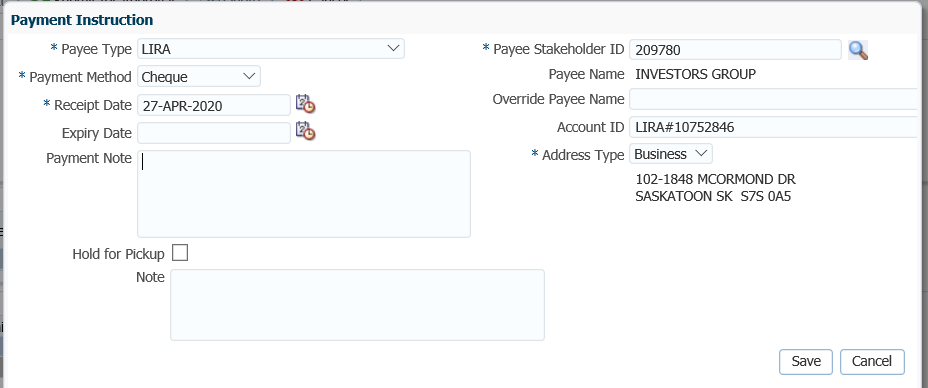 Payment Instruction
* Payee Type LIRA
* Payment Method Cheque
* Receipt Date 27-APR-2020
Expiry Date
Payment Note
Hold for Pickup
Note
* Payee Stakeholder ID 209780
Payee Name INVESTORS GROUP
Override Payee Name
Account ID LIRA#10752846
* Address Type Business
102-1848 MCORMOND DR
SASKATOON SK S7S 0A5
Save Cancel